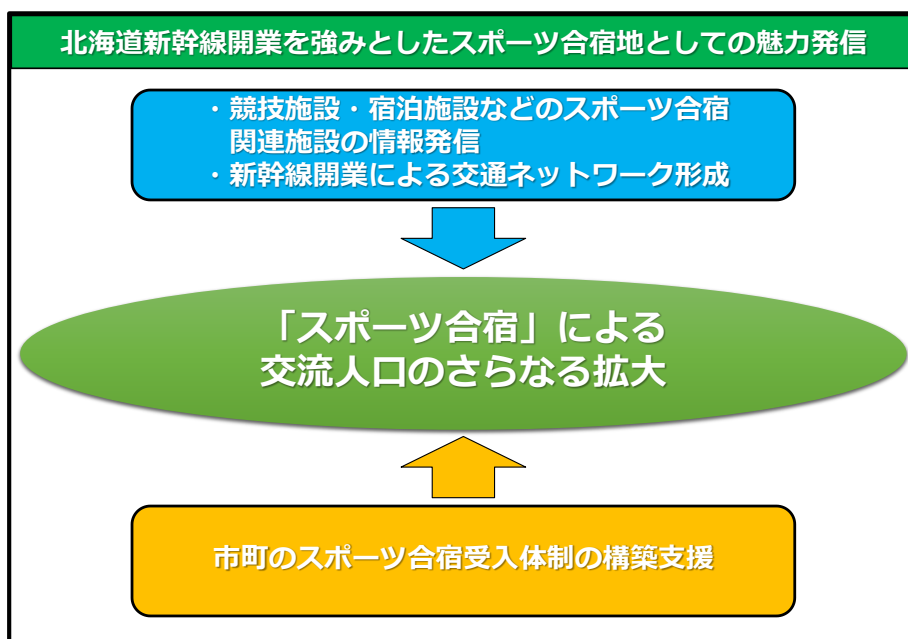 北海道新幹線開業を強みとしたスポーツ合宿地としての魅力発信
・競技施設・宿泊施設などのスポーツ合宿
関連施設の情報発信
・新幹線開業による交通ネットワーク形成
「スポーツ合宿」による
交流人口のさらなる拡大
市町のスポーツ合宿受入体制の構築支援